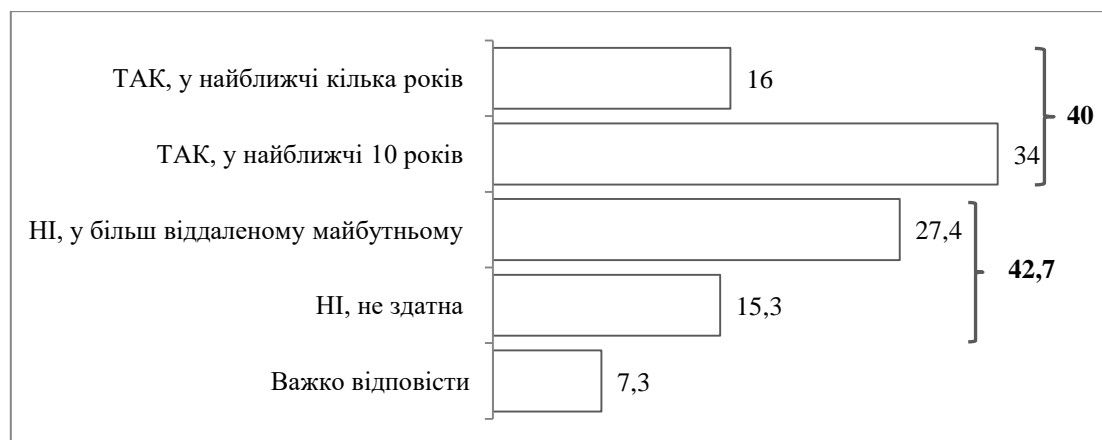 ТАК, у найближчі кілька років
16
40
ТАК, у найближчі 10 років
34
НІ, у більш віддаленому майбутньому
27,4
42,7
НІ, не здатна
15,3
Важко відповісти
7,3